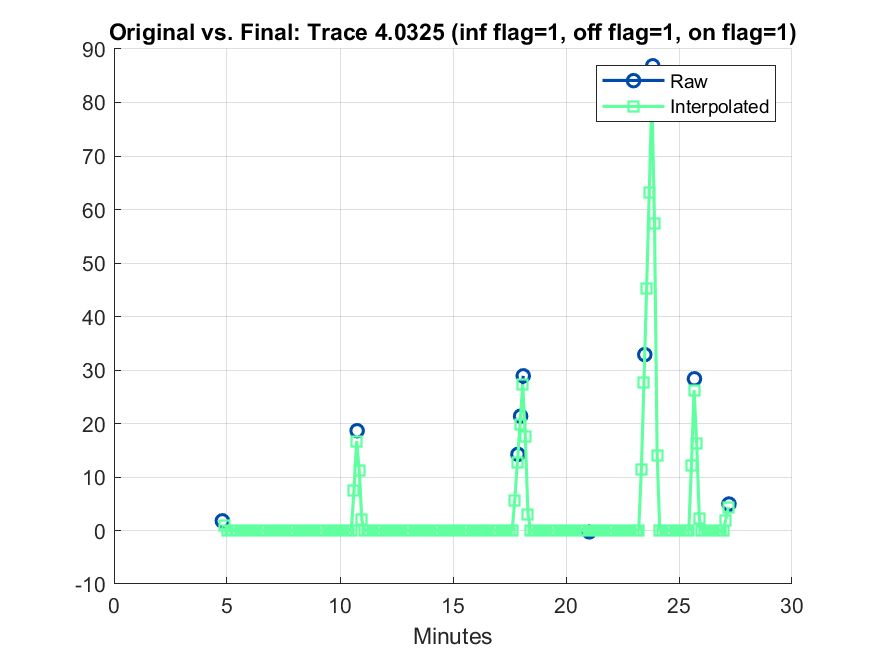 Original vs. Final: Trace 4.0325 (inf flag=1, off flag=1, on flag=1)
90
80
70
60
50
40
30
20
10
0
-10
Raw
Interpolated
0 5 10 15 20 25 30
Minutes